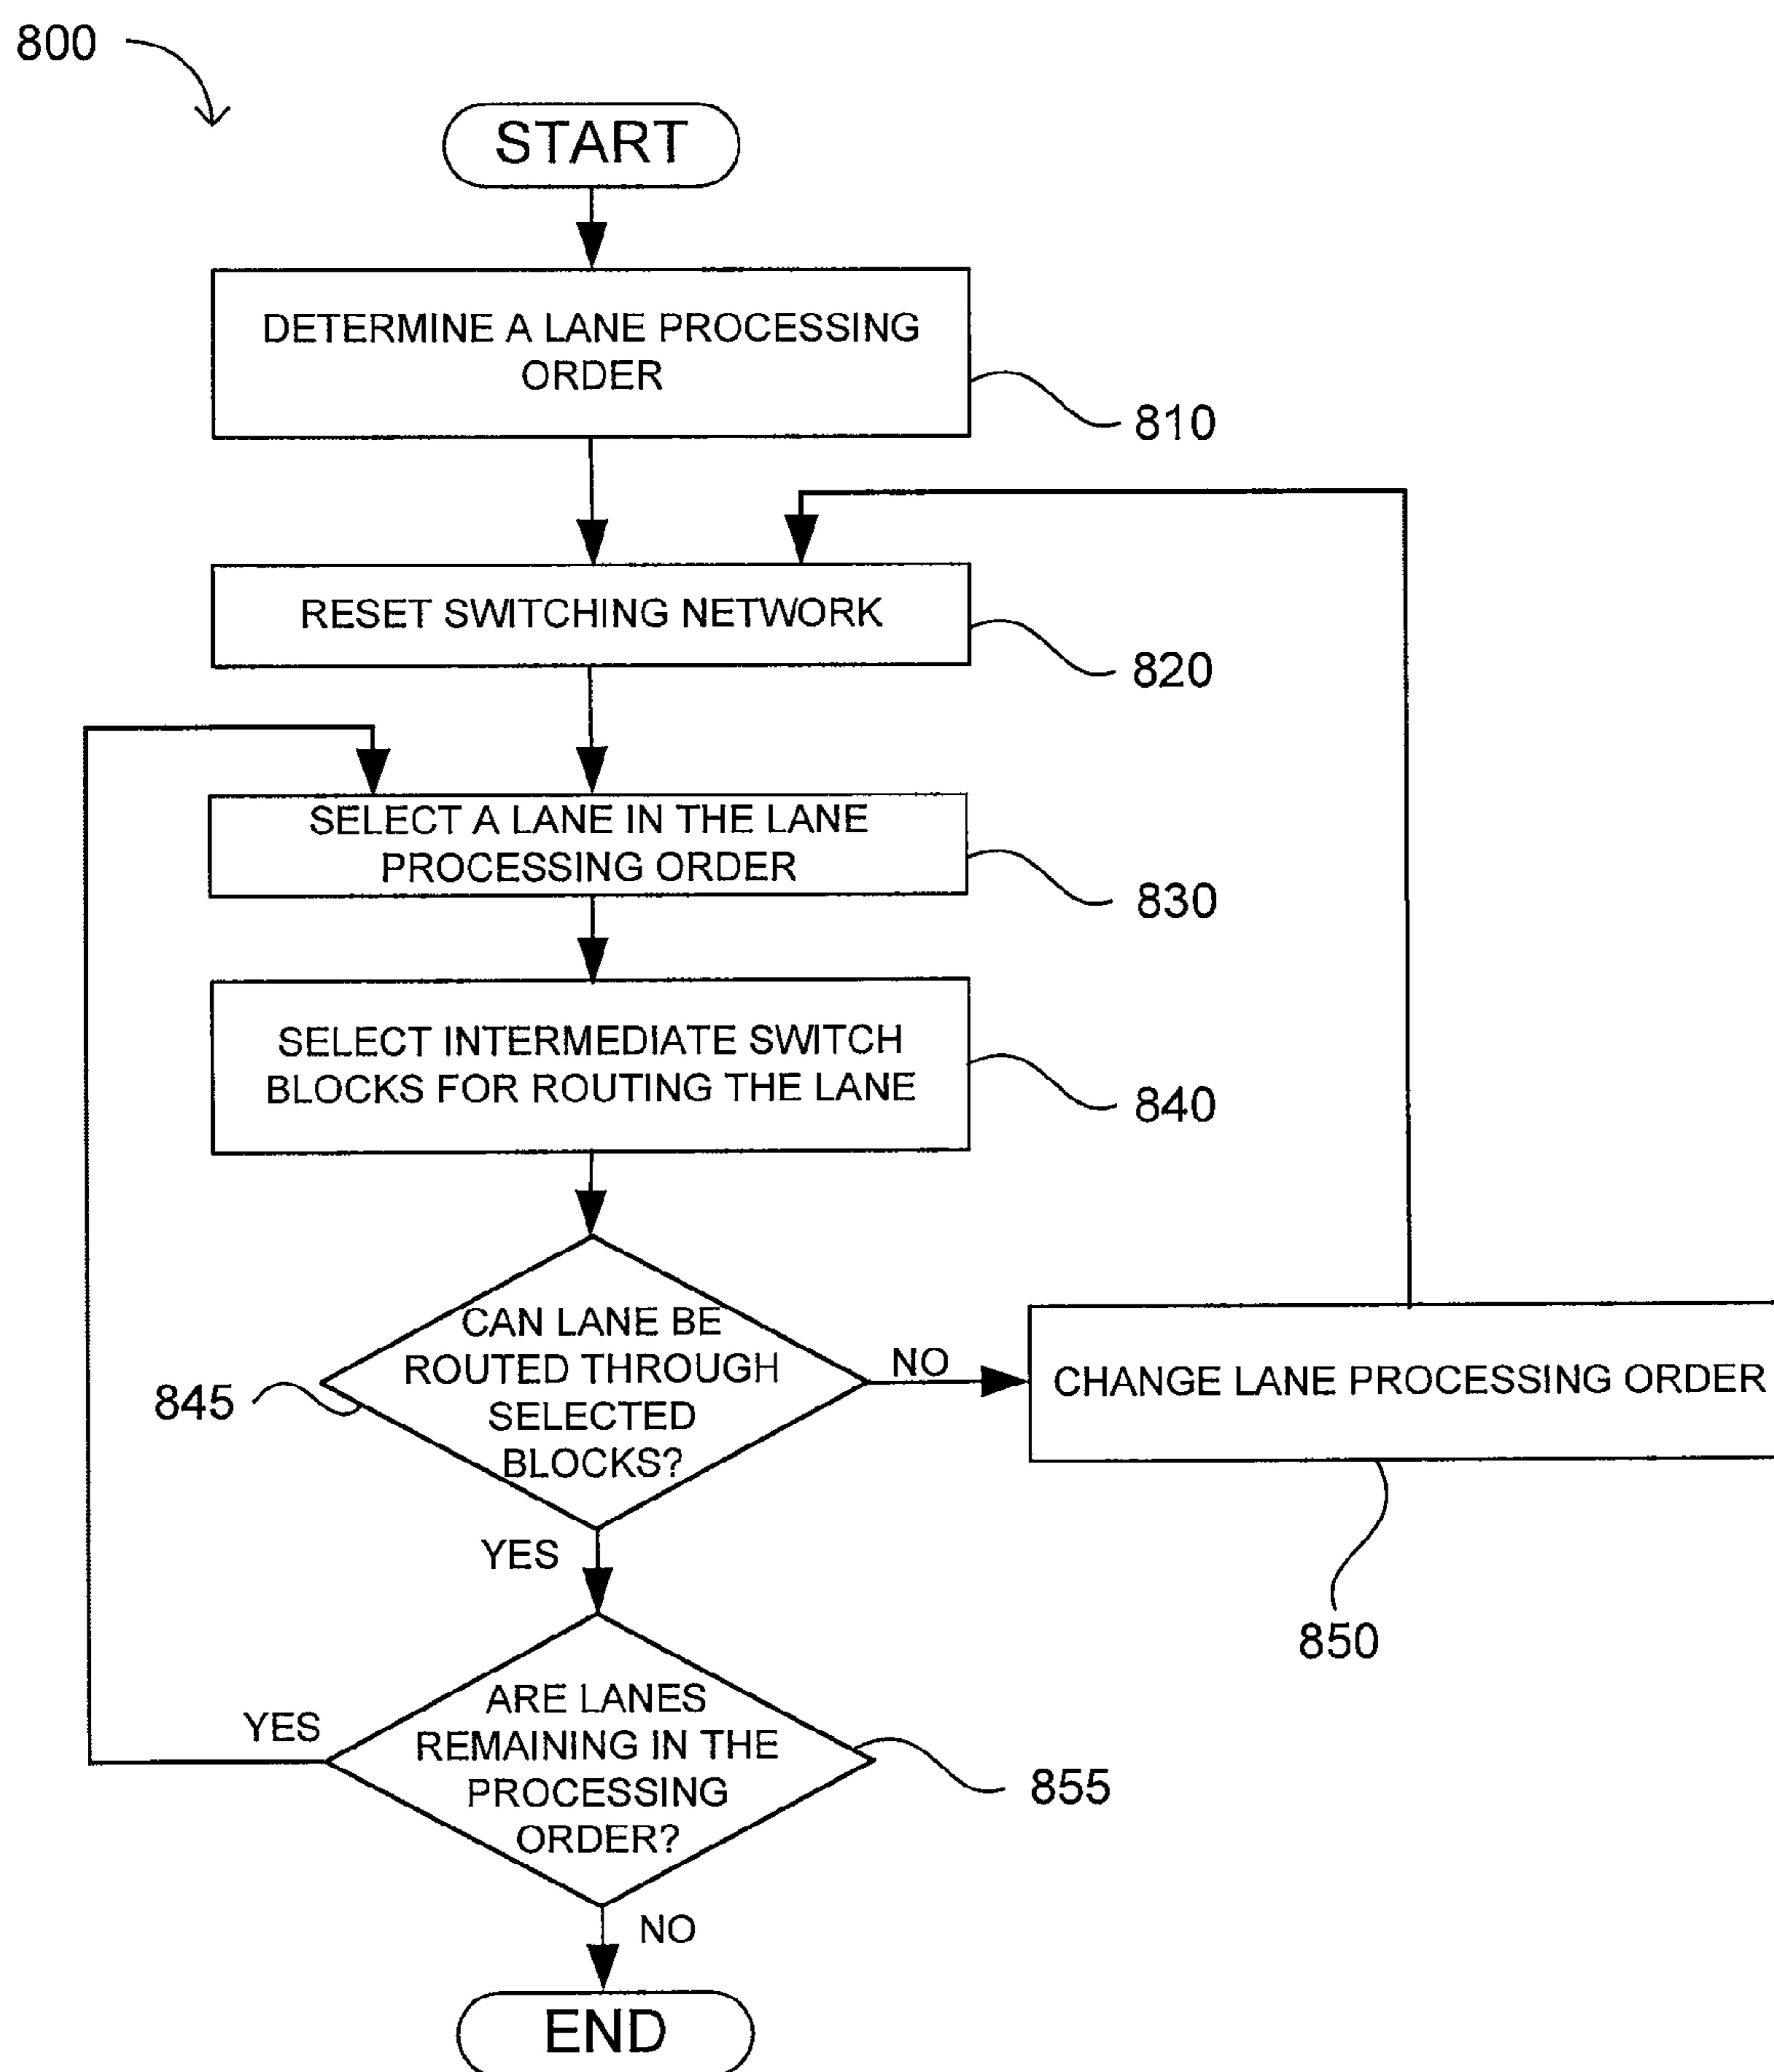 800
START
DETERMINE A LANE PROCESSING
ORDER
810
RESET SWITCHING NETWORK
820
SELECT A LANE IN THE LANE
PROCESSING ORDER
830
SELECT INTERMEDIATE SWITCH
BLOCKS FOR ROUTING THE LANE
840
CAN LANE BE
ROUTED THROUGH
SELECTED
BLOCKS?
845
NO
CHANGE LANE PROCESSING ORDER
850
YES
ARE LANES
REMAINING IN THE
PROCESSING
ORDER?
YES
855
NO
END